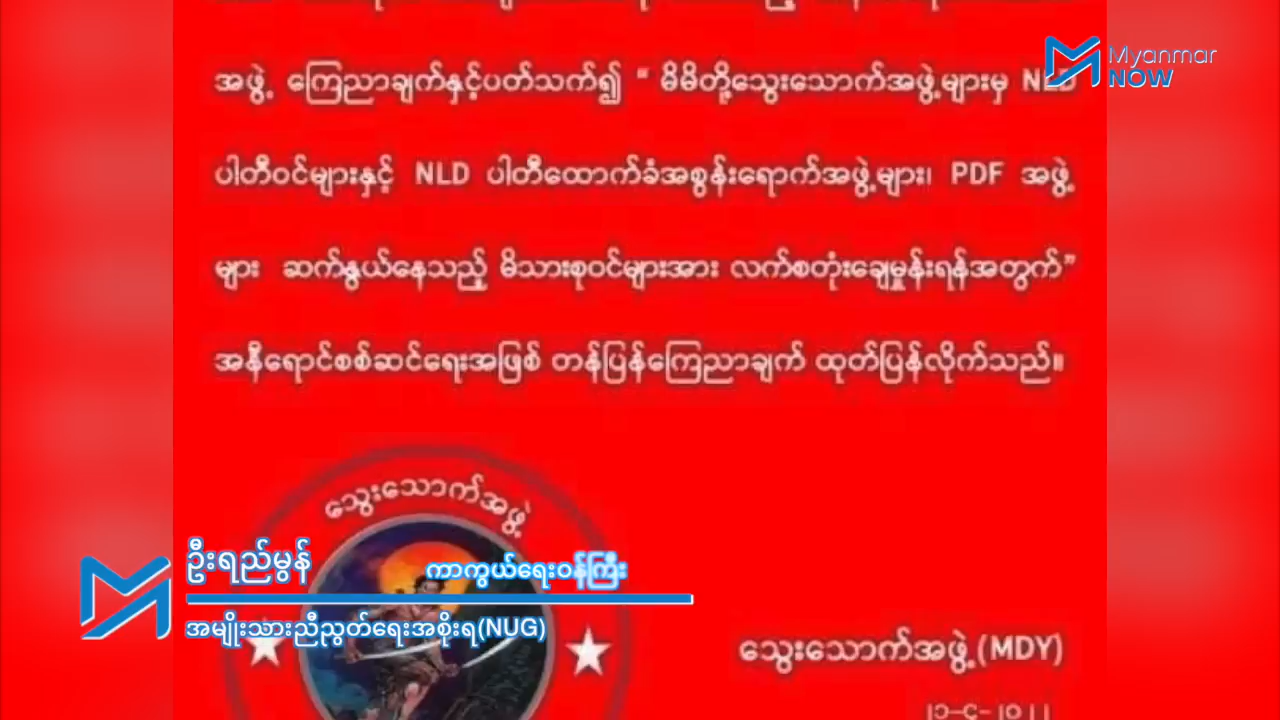 Myanmar
NOW
အဖွဲ့ ကြေညာချက်နှင့်ပတ်သက်၍ “ မိမိတို့သွေးသောက်အဖွဲ့များမှ NLD
ပါတီဝင်များနှင့် NLD ပါတီထောက်ခံအစွန်းရောက်အဖွဲ့များ၊ PDF အဖွဲ့
များ ဆက်နွယ်နေသည့် မိသားစုဝင်များအား လက်စတုံးချေမှုန်းရန်အတွက်”
အနီရောင်စစ်ဆင်ရေးအဖြစ် တန်ပြန်ကြေညာချက် ထုတ်ပြန်လိုက်သည်။
သွေးသောက်အဖွဲ့
ဦးရည်မွန် ကာကွယ်ရေးဝန်ကြီး
အမျိုးသားညီညွတ်ရေးအစိုးရ(NUG)
သွေးသောက်အဖွဲ့(MDY)